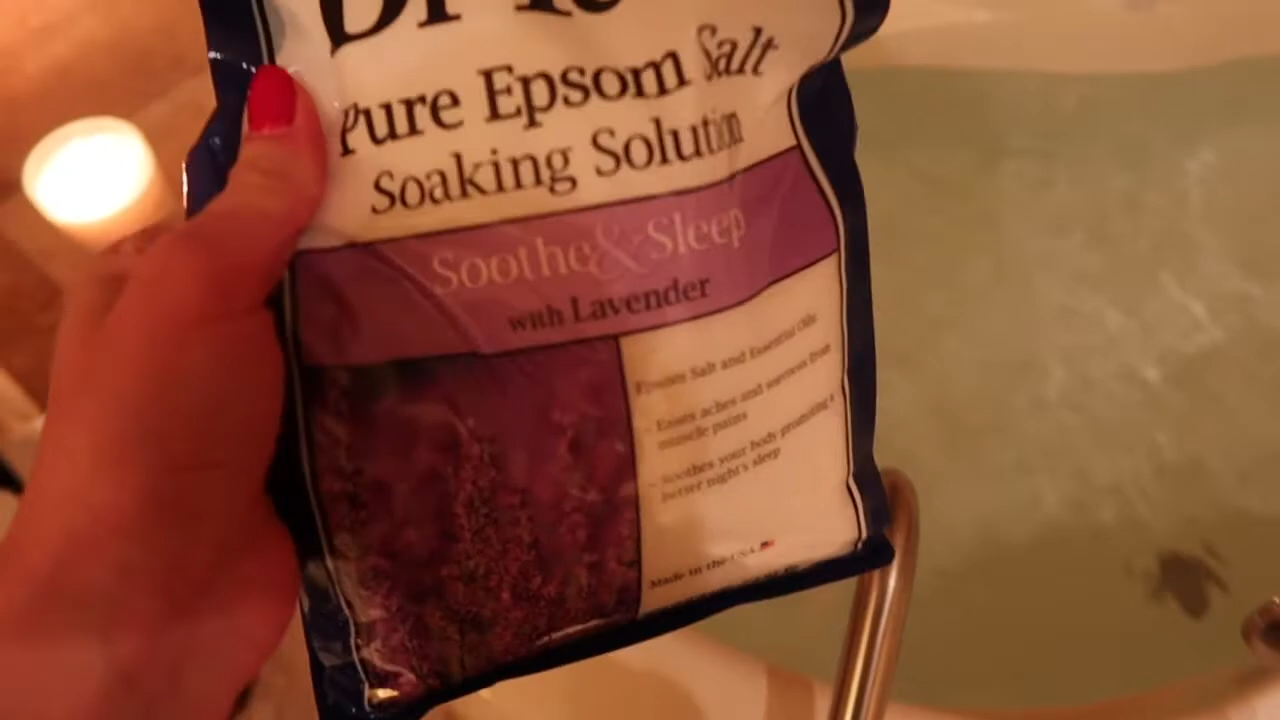 Pure Epsom Salt
Soaking Solution
Soothe & Sleep
with Lavender
Epsom Salt and Essential Oils:
- Eases aches and soreness from
muscle pains
- Soothes your body promoting a
better night's sleep
Made in the USA